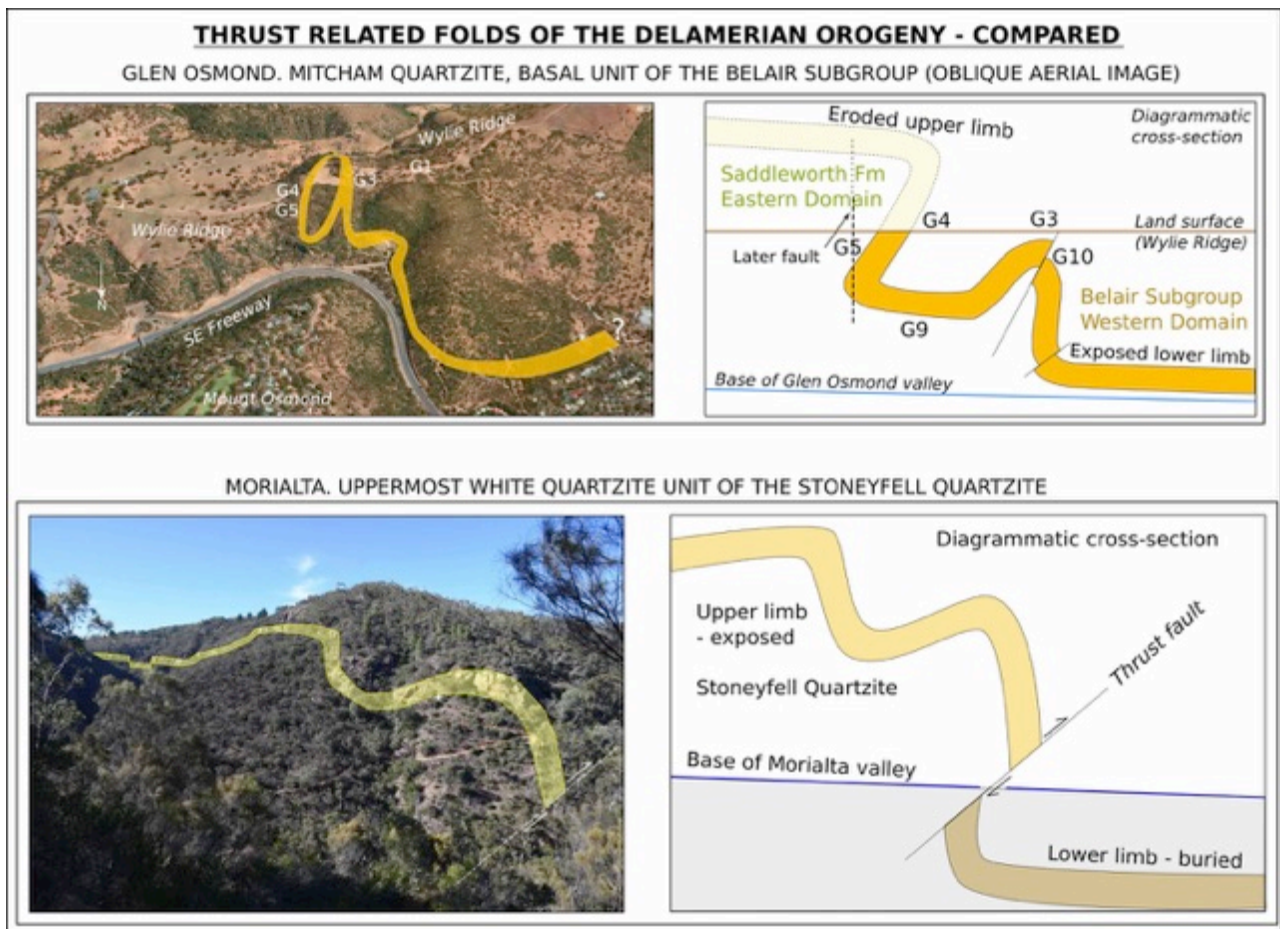 THRUST RELATED FOLDS OF THE DELAMERIAN OROGENY - COMPARED
GLEN OSMOND. MITCHAM QUARTZITE, BASAL UNIT OF THE BELAIR SUBGROUP (OBLIQUE AERIAL IMAGE)
Wylie Ridge
G1
G3
G4
G5
Wylie Ridge
N
SE Freeway
?
Mount Osmond
Eroded upper limb
Diagrammatic
cross-section
Saddleworth Fm
Eastern Domain
G4
G3
Land surface
(Wylie Ridge)
Later fault
G5
G10
Belair Subgroup
Western Domain
G9
Exposed lower limb
Base of Glen Osmond valley
MORIALTA. UPPERMOST WHITE QUARTZITE UNIT OF THE STONEYFELL QUARTZITE
Diagrammatic cross-section
Upper limb
- exposed
Thrust fault
Stoneyfell Quartzite
Base of Morialta valley
Lower limb - buried